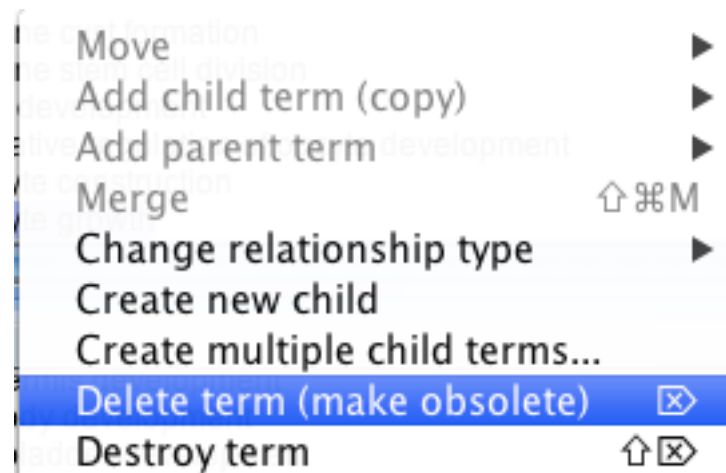 Move ▶
Add child term (copy) ▶
Add parent term ▶
Merge ⇧⌘M
Change relationship type ▶
Create new child
Create multiple child terms...
Delete term (make obsolete) ⌦
Destroy term ⇧⌦